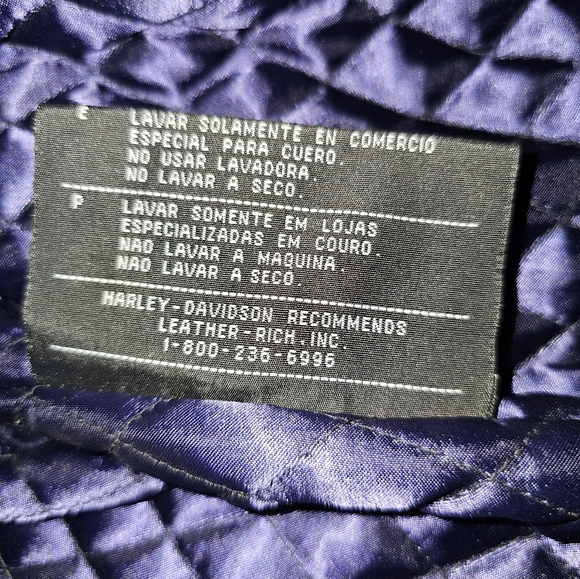 E LAVAR SOLAMENTE EN COMERCIO
ESPECIAL PARA CUERO.
NO USAR LAVADORA.
NO LAVAR A SECO.
P LAVAR SOMENTE EM LOJAS
ESPECIALIZADAS EM COURO.
NAO LAVAR A MAQUINA.
NAO LAVAR A SECO.
HARLEY-DAVIDSON RECOMMENDS
LEATHER-RICH, INC.
1-800-236-6996